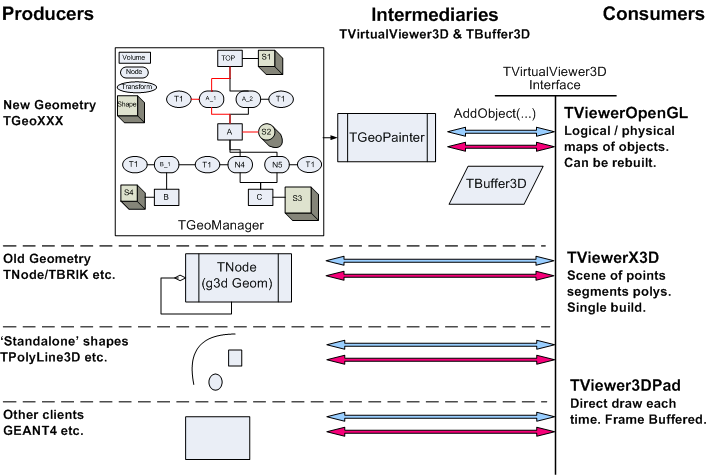 Producers
Intermediaries
Consumers
TVirtualViewer3D & TBuffer3D
TVirtualViewer3D
Interface
New Geometry
TGeoXXX
Volume
Node
Transform
Shape
TOP
S1
T1
A_1
A_2
T1
A
S2
T1
B_1
T1
N4
N5
T1
S4
B
C
S3
TGeoManager
TGeoPainter
AddObject(...)
TBuffer3D
TViewerOpenGL
Logical / physical
maps of objects.
Can be rebuilt.
Old Geometry
TNode/TBRIK etc.
TNode
(g3d Geom)
TViewerX3D
Scene of points
segments polys.
Single build.
‘Standalone’ shapes
TPolyLine3D etc.
TViewer3DPad
Direct draw each
time. Frame Buffered.
Other clients
GEANT4 etc.